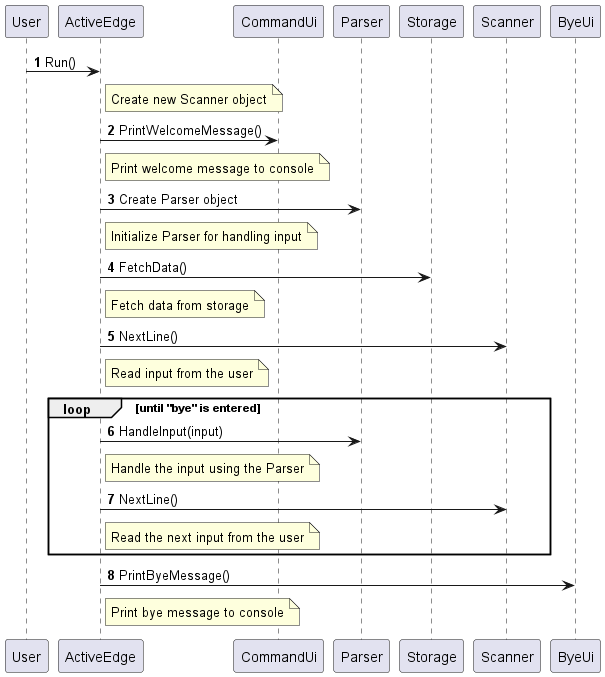 User ActiveEdge CommandUi Parser Storage Scanner ByeUi
1 Run()
Create new Scanner object
2 PrintWelcomeMessage()
Print welcome message to console
3 Create Parser object
Initialize Parser for handling input
4 FetchData()
Fetch data from storage
5 NextLine()
Read input from the user
loop [until "bye" is entered]
6 HandleInput(input)
Handle the input using the Parser
7 NextLine()
Read the next input from the user
8 PrintByeMessage()
Print bye message to console
User ActiveEdge CommandUi Parser Storage Scanner ByeUi